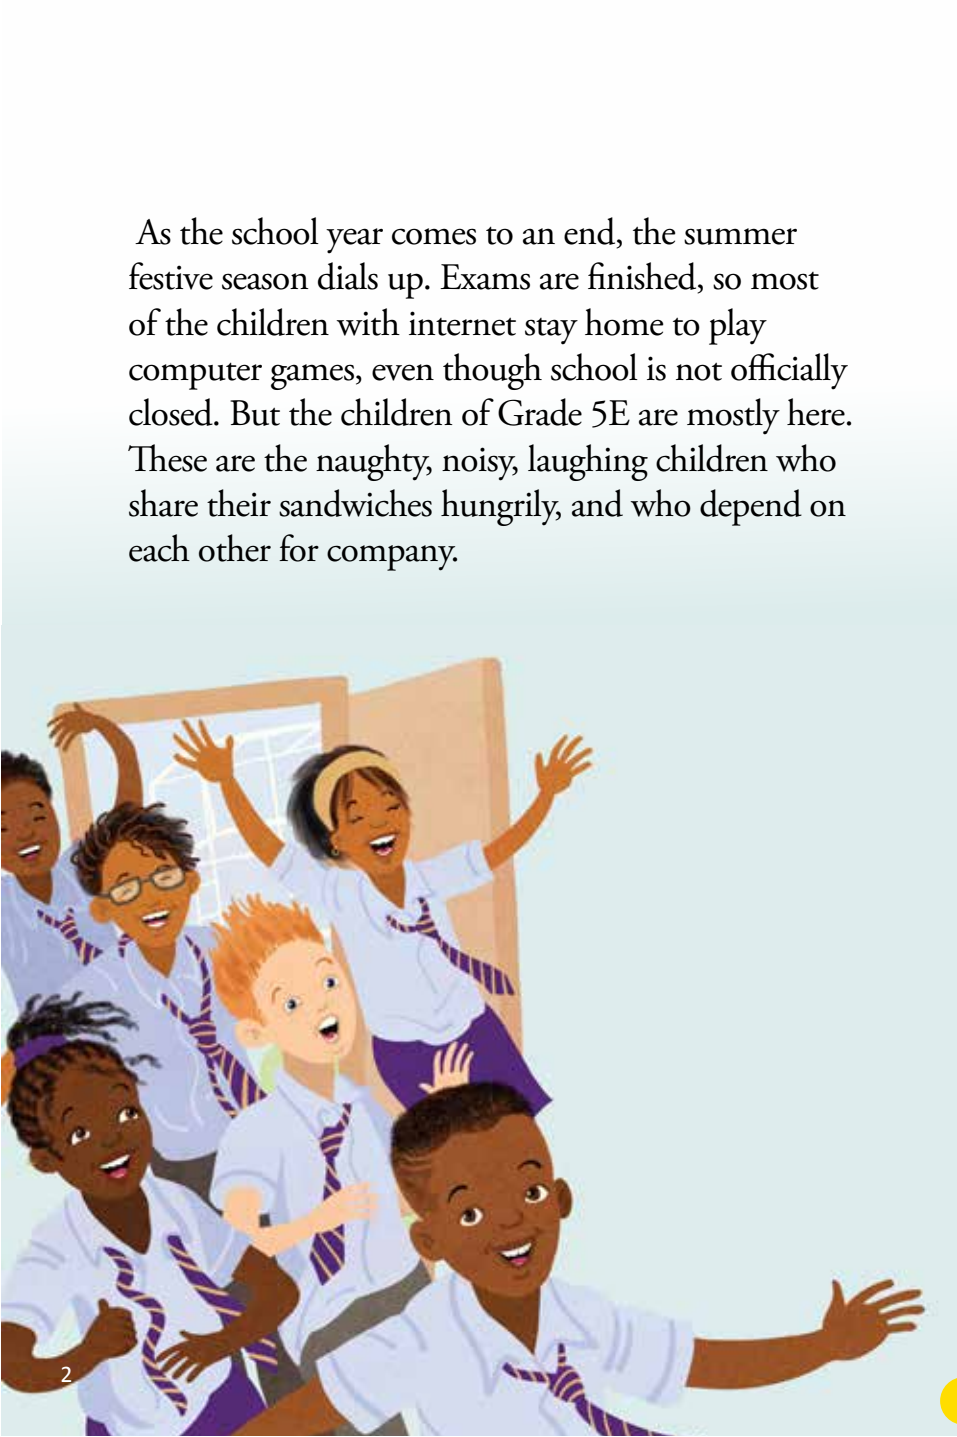 As the school year comes to an end, the summer
festive season dials up. Exams are finished, so most
of the children with internet stay home to play
computer games, even though school is not officially
closed. But the children of Grade 5E are mostly here.
These are the naughty, noisy, laughing children who
share their sandwiches hungrily, and who depend on
each other for company.
2